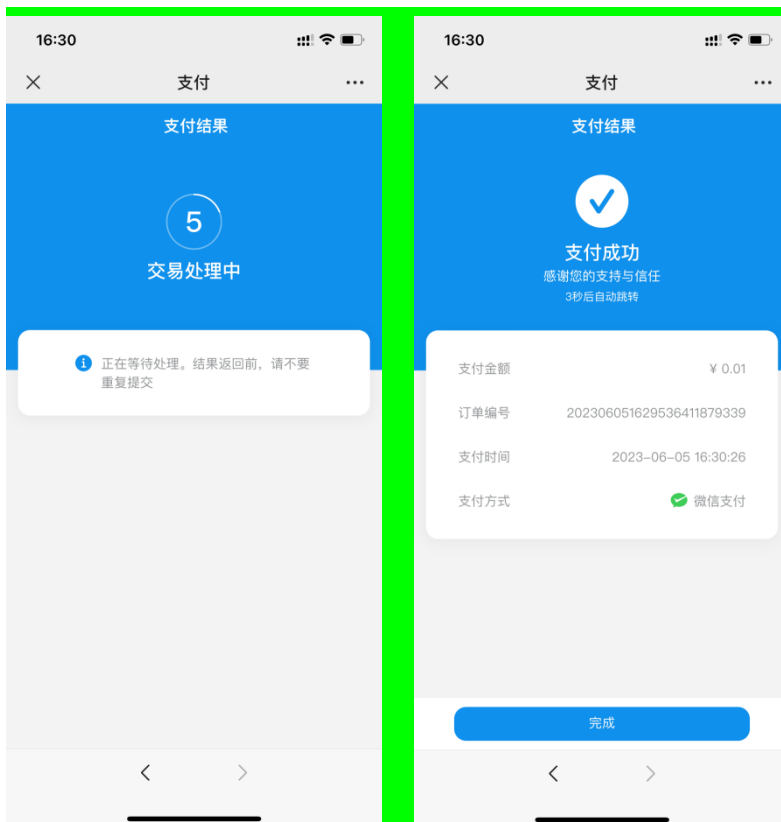 16:30
支付
支付结果
5
交易处理中
正在等待处理。结果返回前，请不要
重复提交
16:30
支付
支付结果
支付成功
感谢您的支持与信任
3秒后自动跳转
支付金额 ¥ 0.01
订单编号 202306051629536411879339
支付时间 2023-06-05 16:30:26
支付方式 微信支付
完成